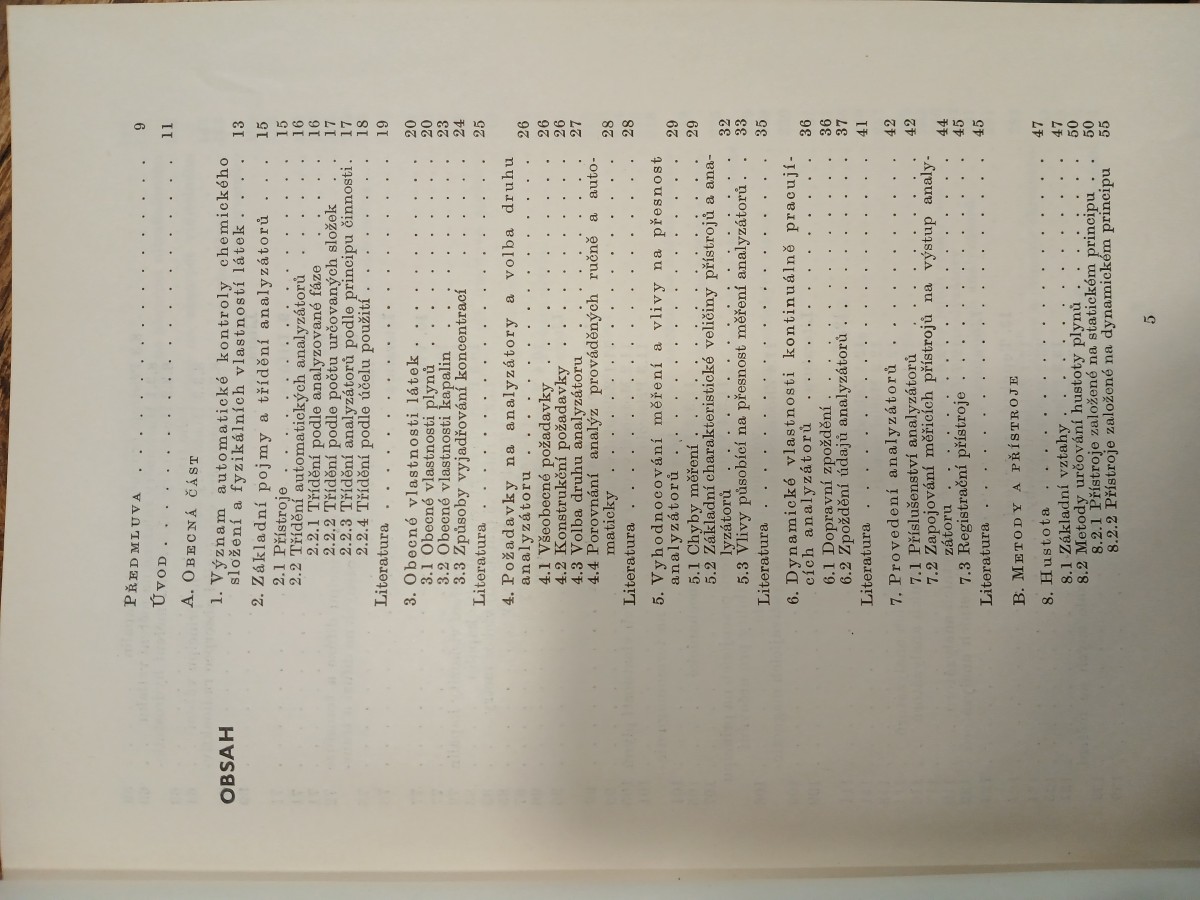 OBSAH
PŘEDMLUVA . . . . . . . . . . . . . 9
ÚVOD . . . . . . . . . . . . . . . 11
A. OBECNÁ ČÁST
1. Význam automatické kontroly chemického
složení a fyzikálních vlastností látek . . . . 13
2. Základní pojmy a třídění analyzátorů . . . . 15
2.1 Přístroje . . . . . . . . . . . . . 15
2.2 Třídění automatických analyzátorů . . . . . . 16
2.2.1 Třídění podle analyzované fáze . . . . . 16
2.2.2 Třídění podle počtu určovaných složek . . . 17
2.2.3 Třídění analyzátorů podle principu činnosti . . 17
2.2.4 Třídění podle účelu použití . . . . . . . 18
Literatura . . . . . . . . . . . . . . 19
3. Obecné vlastnosti látek . . . . . . . . 20
3.1 Obecné vlastnosti plynů . . . . . . . . . 20
3.2 Obecné vlastnosti kapalin . . . . . . . . 23
3.3 Způsoby vyjadřování koncentrací . . . . . . 24
Literatura . . . . . . . . . . . . . . 25
4. Požadavky na analyzátory a volba druhu
analyzátoru . . . . . . . . . . . . . 26
4.1 Všeobecné požadavky . . . . . . . . . . 26
4.2 Konstrukční požadavky . . . . . . . . . 26
4.3 Volba druhu analyzátoru . . . . . . . . . 27
4.4 Porovnání analýz prováděných ručně a auto-
maticky . . . . . . . . . . . . . . 28
Literatura . . . . . . . . . . . . . . 28
5. Vyhodnocování měření a vlivy na přesnost
analyzátorů . . . . . . . . . . . . . 29
5.1 Chyby měření . . . . . . . . . . . . 29
5.2 Základní charakteristické veličiny přístrojů a ana-
lyzátorů . . . . . . . . . . . . . . 32
5.3 Vlivy působící na přesnost měření analyzátorů . . 33
Literatura . . . . . . . . . . . . . . 35
6. Dynamické vlastnosti kontinuálně pracují-
cích analyzátorů . . . . . . . . . . . 36
6.1 Dopravní zpoždění . . . . . . . . . . . 36
6.2 Zpoždění údajů analyzátorů . . . . . . . . 37
Literatura . . . . . . . . . . . . . . 41
7. Provedení analyzátorů . . . . . . . . . 42
7.1 Příslušenství analyzátorů . . . . . . . . . 42
7.2 Zapojování měřicích přístrojů na výstup analy-
zátoru . . . . . . . . . . . . . . . 44
7.3 Registrační přístroje . . . . . . . . . . 45
Literatura . . . . . . . . . . . . . . 45
B. METODY A PŘÍSTROJE
8. Hustota . . . . . . . . . . . . . . 47
8.1 Základní vztahy . . . . . . . . . . . . 47
8.2 Metody určování hustoty plynů . . . . . . . 50
8.2.1 Přístroje založené na statickém principu . . . 50
8.2.2 Přístroje založené na dynamickém principu 55
5